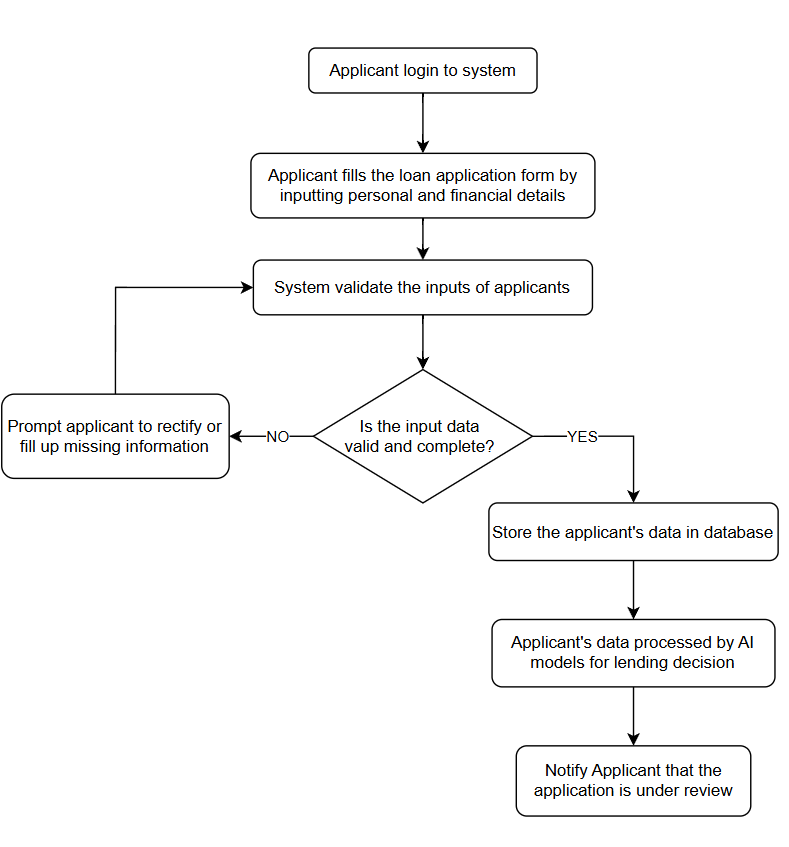 Applicant login to system
Applicant fills the loan application form by
inputting personal and financial details
System validate the inputs of applicants
Is the input data
valid and complete?
Prompt applicant to rectify or
fill up missing information
NO
YES
Store the applicant's data in database
Applicant's data processed by AI
models for lending decision
Notify Applicant that the
application is under review